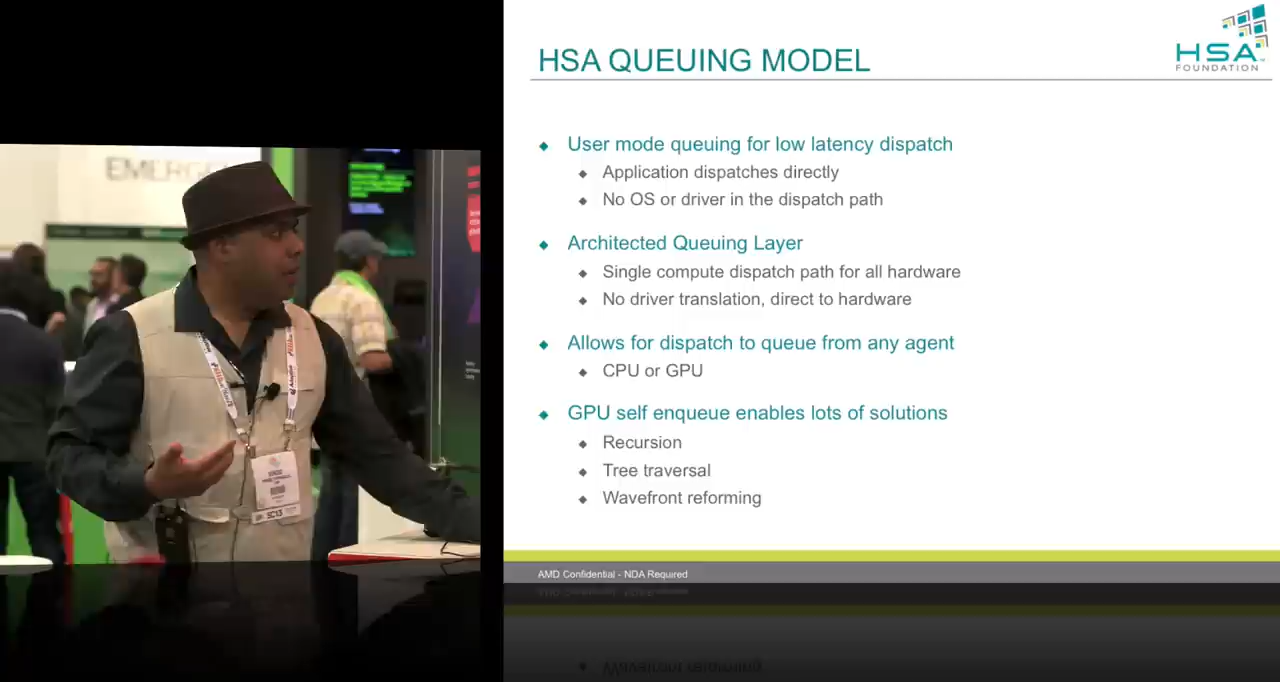 EMERG
SC13
HSA QUEUING MODEL
HSA
FOUNDATION
User mode queuing for low latency dispatch
Application dispatches directly
No OS or driver in the dispatch path
Architected Queuing Layer
Single compute dispatch path for all hardware
No driver translation, direct to hardware
Allows for dispatch to queue from any agent
CPU or GPU
GPU self enqueue enables lots of solutions
Recursion
Tree traversal
Wavefront reforming
AMD Confidential - NDA Required